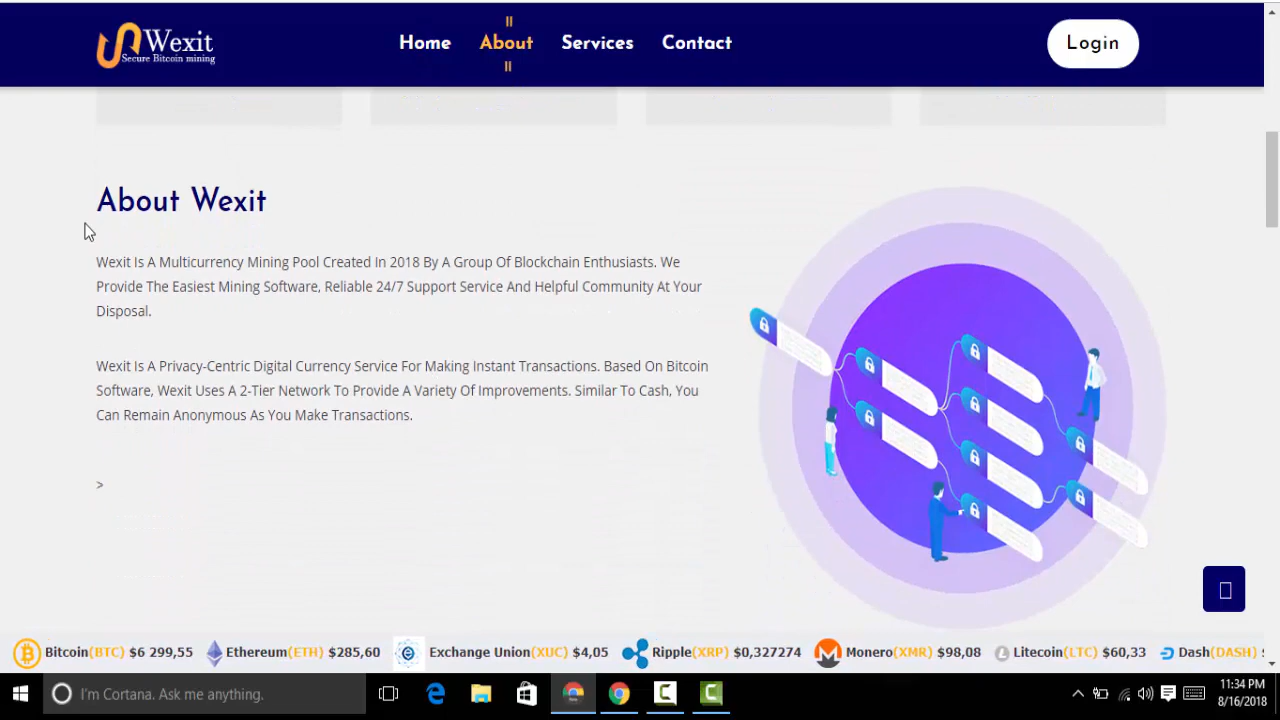 Wexit
Secure Bitcoin mining
Home
About
Services
Contact
Login
About Wexit
Wexit Is A Multicurrency Mining Pool Created In 2018 By A Group Of Blockchain Enthusiasts. We
Provide The Easiest Mining Software, Reliable 24/7 Support Service And Helpful Community At Your
Disposal.
Wexit Is A Privacy-Centric Digital Currency Service For Making Instant Transactions. Based On Bitcoin
Software, Wexit Uses A 2-Tier Network To Provide A Variety Of Improvements. Similar To Cash, You
Can Remain Anonymous As You Make Transactions.
>
Bitcoin(BTC) $6 299,55 Ethereum(ETH) $285,60 Exchange Union(XUC) $4,05 Ripple(XRP) $0,327274 Monero(XMR) $98,08 Litecoin(LTC) $60,33 Dash(DASH)
I'm Cortana. Ask me anything.
11:34 PM
8/16/2018